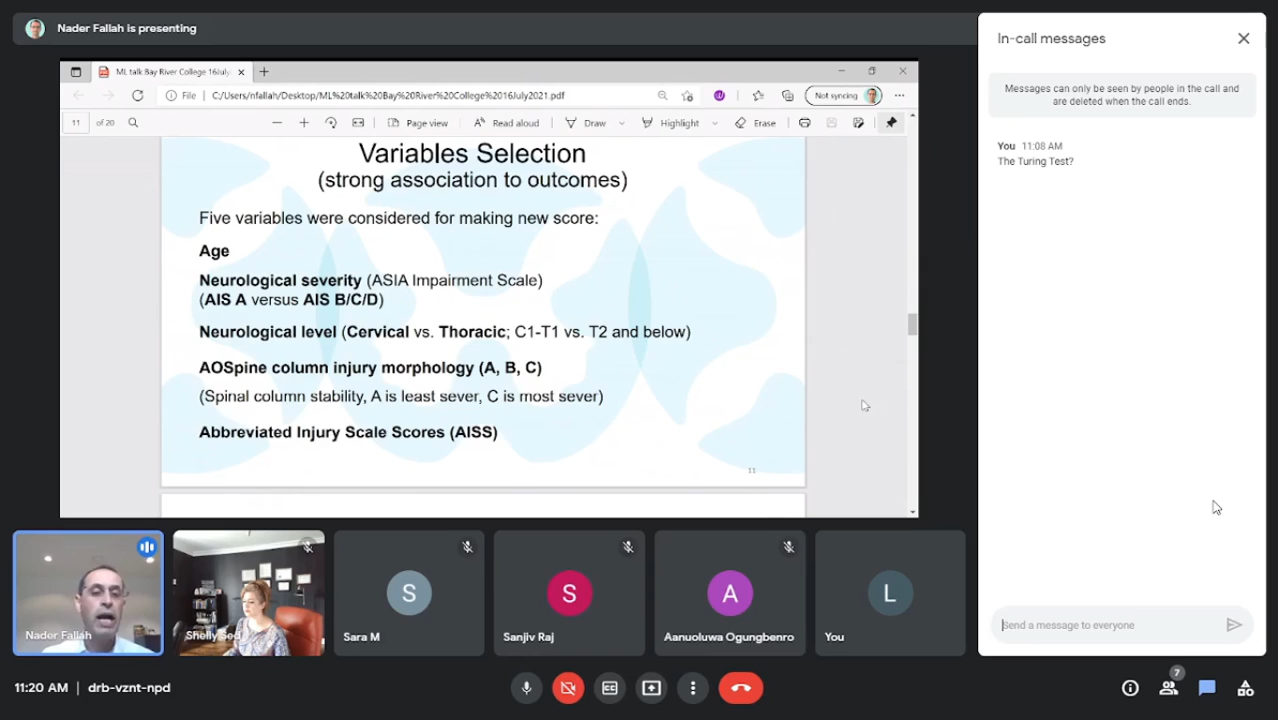 Nader Fallah is presenting
ML talk Bay River College 16July
File
C:/Users/nfallah/Desktop/ML%20talk%20Bay%20River%20College%2016July2021.pdf
Not syncing
11
of 20
Page view
Read aloud
Draw
Highlight
Erase
Variables Selection
(strong association to outcomes)
Five variables were considered for making new score:
Age
Neurological severity (ASIA Impairment Scale)
(AIS A versus AIS B/C/D)
Neurological level (Cervical vs. Thoracic; C1-T1 vs. T2 and below)
AOSpine column injury morphology (A, B, C)
(Spinal column stability, A is least sever, C is most sever)
Abbreviated Injury Scale Scores (AISS)
11
In-call messages
Messages can only be seen by people in the call and
are deleted when the call ends.
You 11:08 AM
The Turing Test?
Send a message to everyone
Nader Fallah
S
Sara M
S
Sanjiv Raj
A
Aanuoluwa Ogungbenro
L
You
11:20 AM | drb-vznt-npd
7